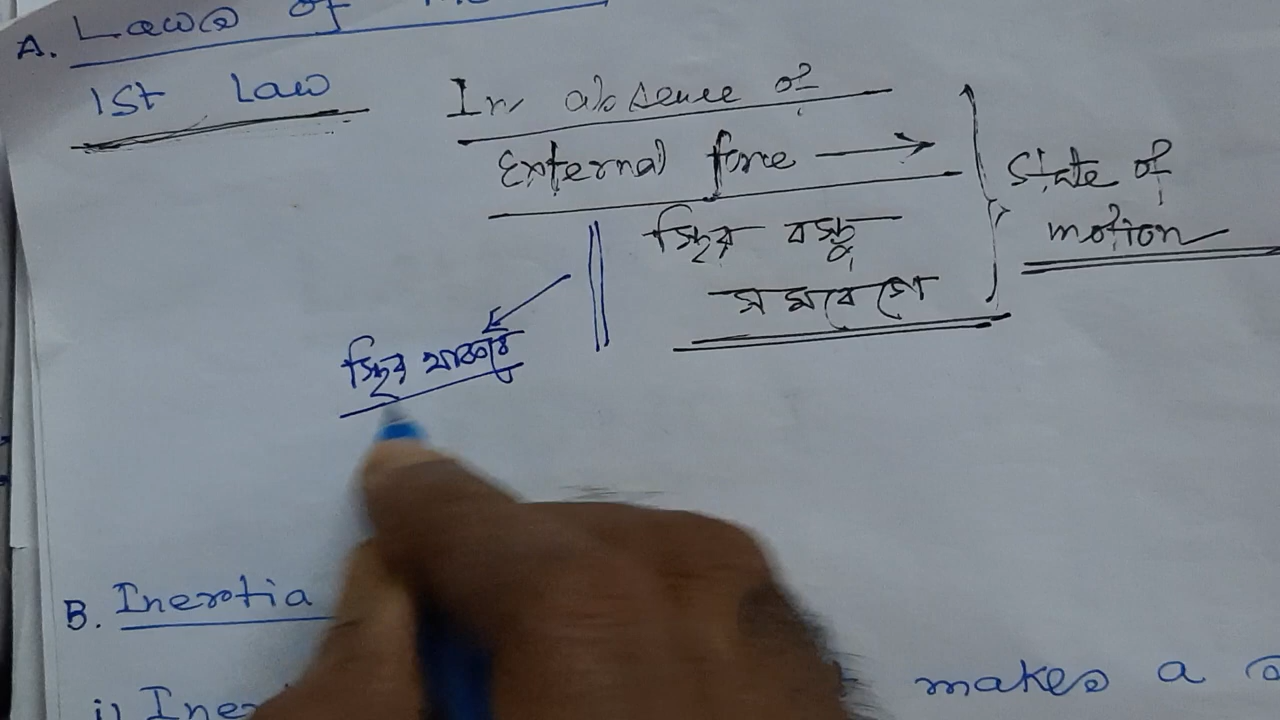 A. Laws of
1st Law
In absence of
External force →
স্থির বস্তু
সমবেগে
State of
motion
স্থির থাকবে
B. Inertia
i)
makes a